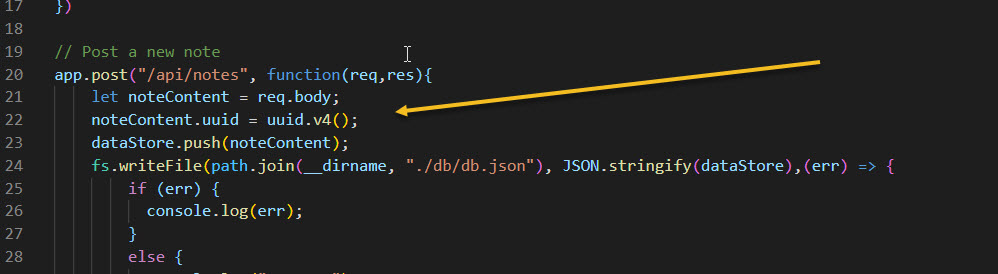 17 })
18
19 // Post a new note
20 app.post("/api/notes", function(req,res){
21 let noteContent = req.body;
22 noteContent.uuid = uuid.v4();
23 dataStore.push(noteContent);
24 fs.writeFile(path.join(__dirname, "./db/db.json"), JSON.stringify(dataStore),(err) => {
25 if (err) {
26 console.log(err);
27 }
28 else {